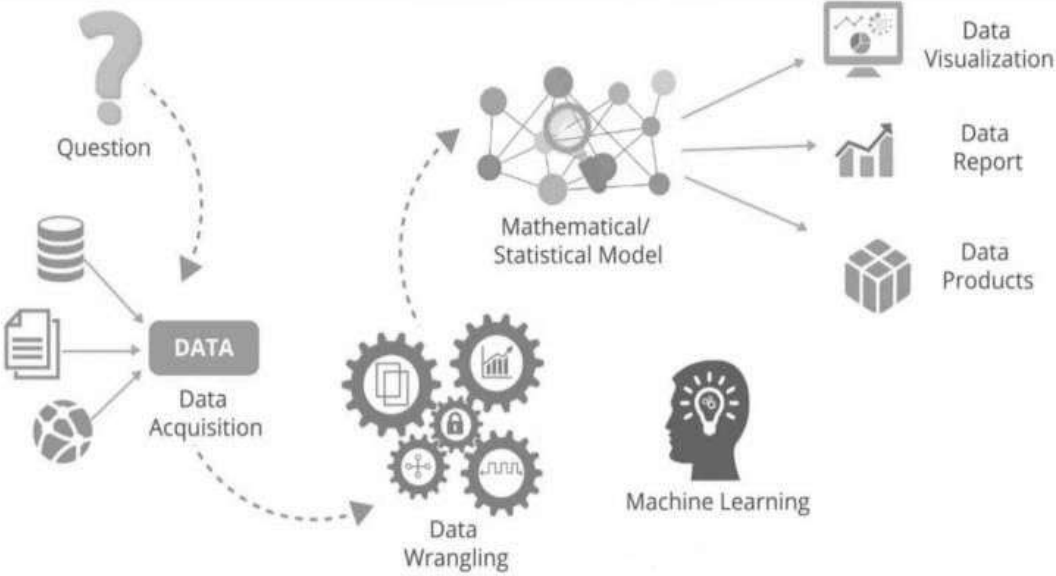 Question
DATA
Data
Acquisition
Data
Wrangling
Mathematical/
Statistical Model
Data
Visualization
Data
Report
Data
Products
Machine Learning